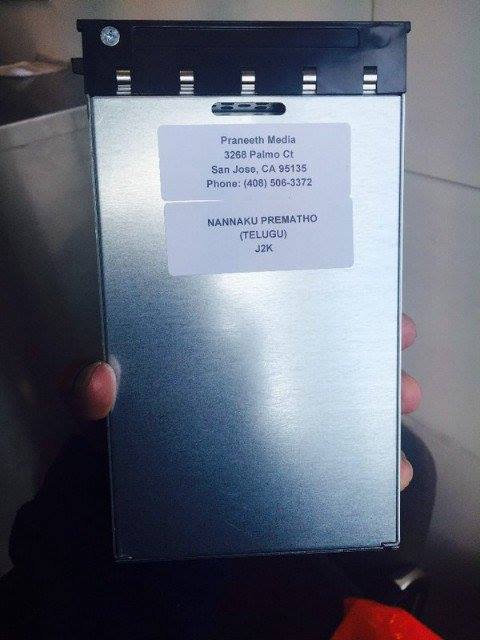 Praneeth Media
3268 Palmo Ct
San Jose, CA 95135
Phone: (408) 506-3372
NANNAKU PREMATHO
(TELUGU)
J2K